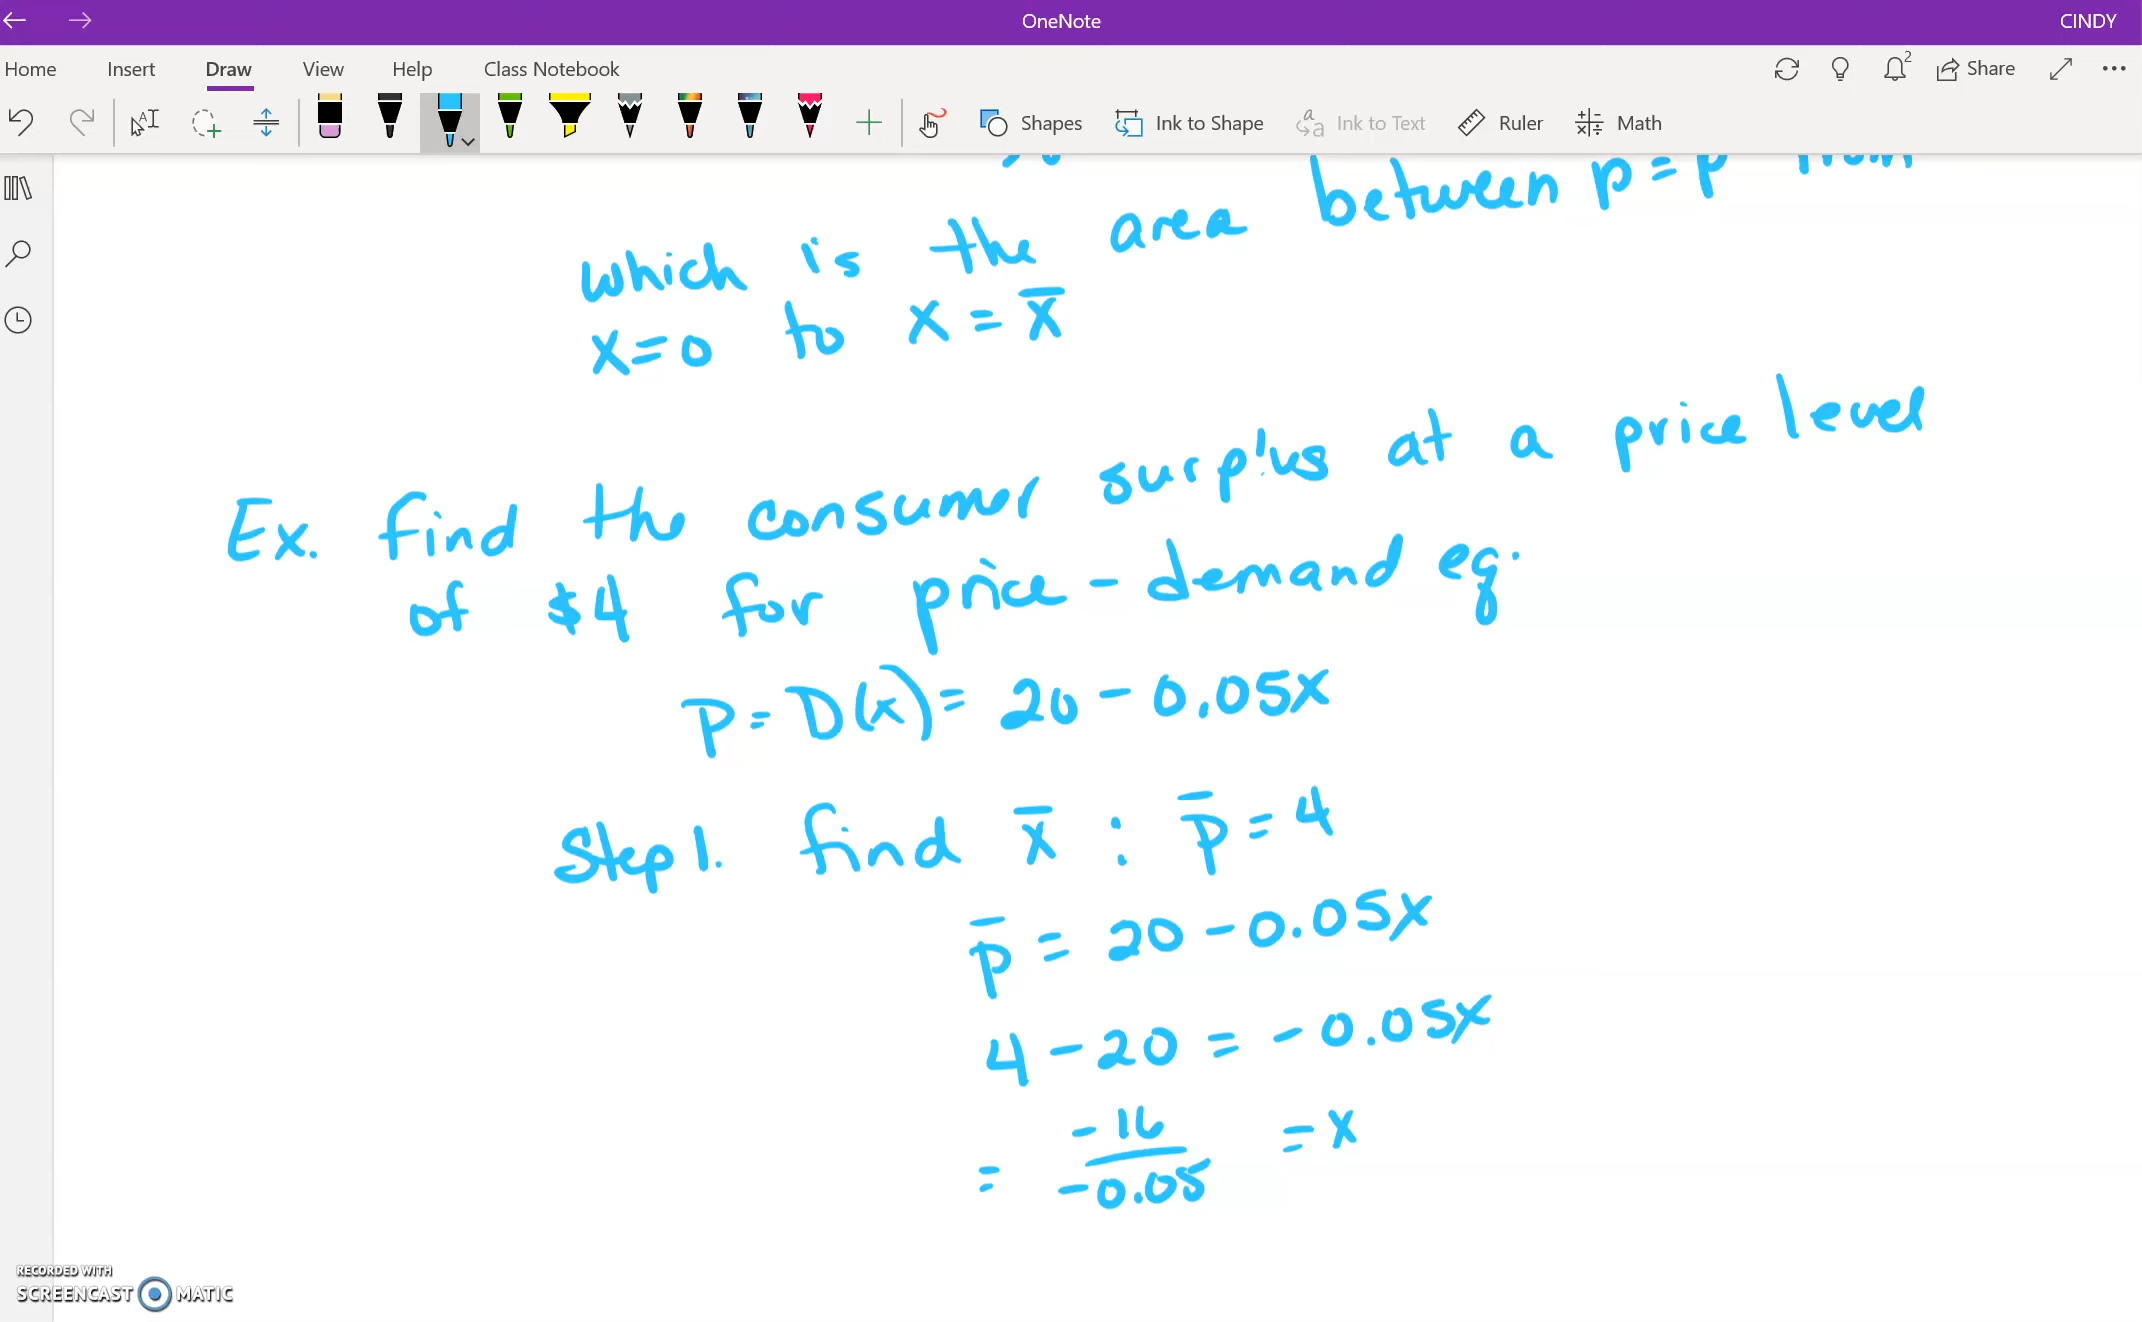 OneNote
CINDY
Home Insert Draw View Help Class Notebook
2 Share
Shapes Ink to Shape Ink to Text Ruler Math
between p = p̄ from
which is the area
x=0 to x = x̄
Ex. find the consumer surplus at a price level
of $4 for price-demand eq.
p = D(x) = 20 - 0.05x
Step 1. find x̄ : p̄ = 4
p̄ = 20 - 0.05x
4 - 20 = - 0.05x
= -16/-0.05 = x
RECORDED WITH
SCREENCAST MATIC